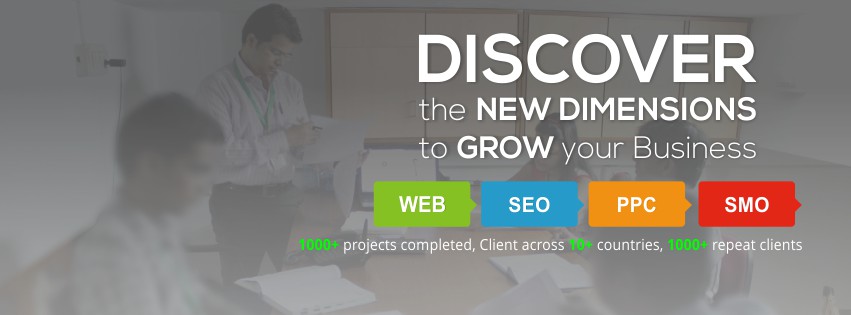 DISCOVER
the NEW DIMENSIONS
to GROW your Business
WEB SEO PPC SMO
1000+ projects completed, Client across 10+ countries, 1000+ repeat clients